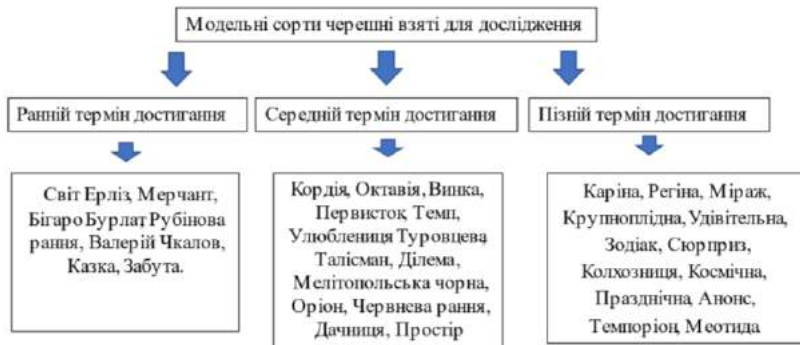 Модельні сорти черешні взяті для дослідження
Ранній термін достигання
Середній термін достигання
Пізній термін достигання
Світ Ерліз, Мерчант,
Бігаро Бурлат, Рубінова
рання, Валерій Чкалов,
Казка, Забута.
Кордія, Октавія, Винка,
Первисток, Темп,
Улюблениця Туровцева,
Талісман, Ділема,
Мелітопольська чорна,
Оріон, Червнева рання,
Дачниця, Простір
Каріна, Регіна, Міраж,
Крупноплідна, Удівітельна,
Зодіак, Сюрприз,
Колхозниця, Космічна,
Празднічна, Анонс,
Темпоріон, Меотида